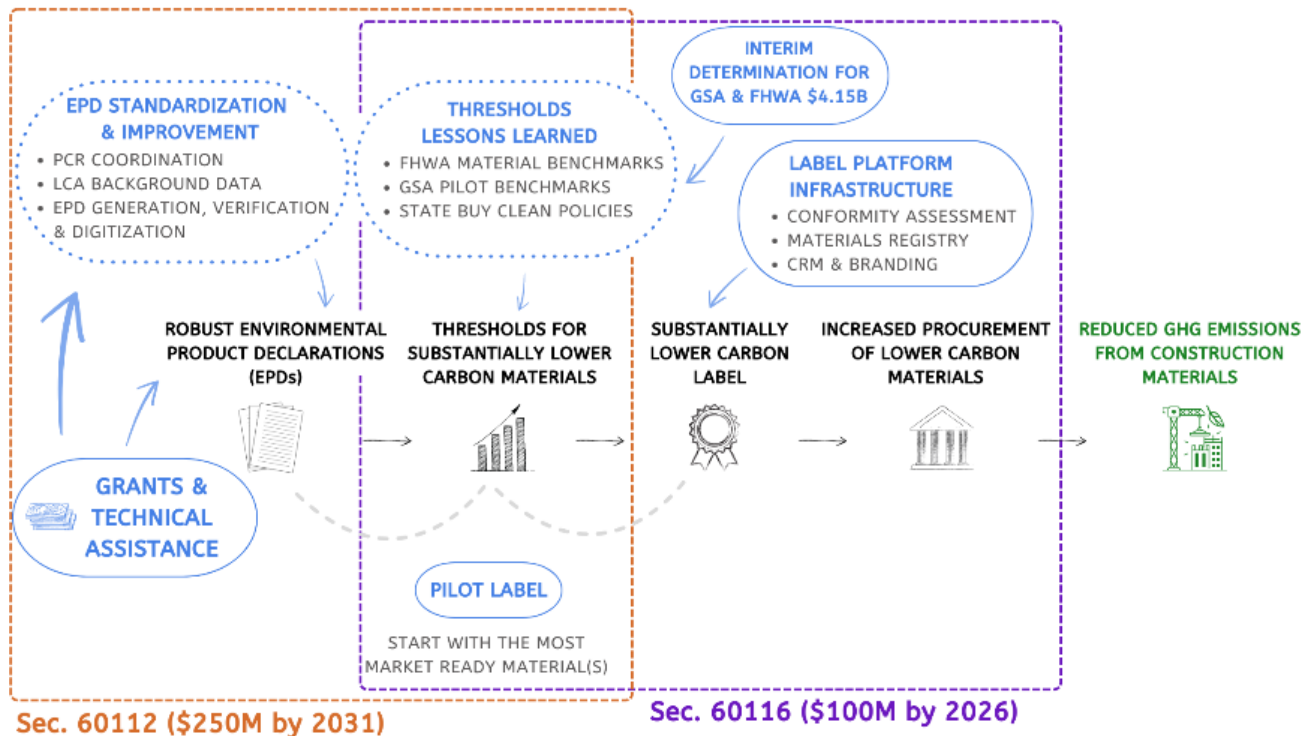 INTERIM
DETERMINATION FOR
GSA & FHWA $4.15B
EPD STANDARDIZATION
& IMPROVEMENT
• PCR COORDINATION
• LCA BACKGROUND DATA
• EPD GENERATION, VERIFICATION
& DIGITIZATION
THRESHOLDS
LESSONS LEARNED
• FHWA MATERIAL BENCHMARKS
• GSA PILOT BENCHMARKS
• STATE BUY CLEAN POLICIES
LABEL PLATFORM
INFRASTRUCTURE
• CONFORMITY ASSESSMENT
• MATERIALS REGISTRY
• CRM & BRANDING
ROBUST ENVIRONMENTAL
PRODUCT DECLARATIONS
(EPDs)
THRESHOLDS FOR
SUBSTANTIALLY LOWER
CARBON MATERIALS
SUBSTANTIALLY
LOWER CARBON
LABEL
INCREASED PROCUREMENT
OF LOWER CARBON
MATERIALS
REDUCED GHG EMISSIONS
FROM CONSTRUCTION
MATERIALS
GRANTS &
TECHNICAL
ASSISTANCE
PILOT LABEL
START WITH THE MOST
MARKET READY MATERIAL(S)
Sec. 60112 ($250M by 2031)
Sec. 60116 ($100M by 2026)